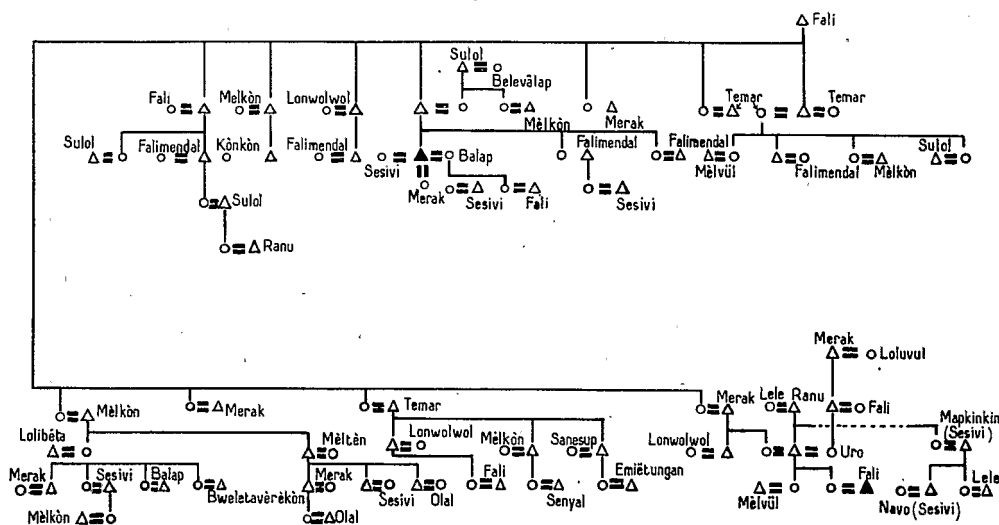 Fali
Sulol
Belevälap
Fali
Melkòn
Lonwolwol
Temar
Temar
Mèlkòn
Merak
Sulol
Falimendal
Kònkòn
Falimendal
Sesivi
Balap
Falimendal
Falimendal
Mèlvül
Falimendal
Mèlkòn
Sulol
Merak
Sesivi
Fali
Sesivi
Sulol
Ranu
Merak
Loluvul
Mèlkòn
Merak
Temar
Merak
Lele
Ranu
Fali
Mapkinkin
(Sesivi)
Lolibëta
Mèltèn
Lonwolwol
Mèlkòn
Sanesup
Lonwolwol
Uro
Merak
Sesivi
Balap
Bweletavèrèkòn
Merak
Sesivi
Olal
Fali
Senyal
Emiëtungan
Mèlvül
Fali
Navo (Sesivi)
Lele
Mèlkòn
Olal